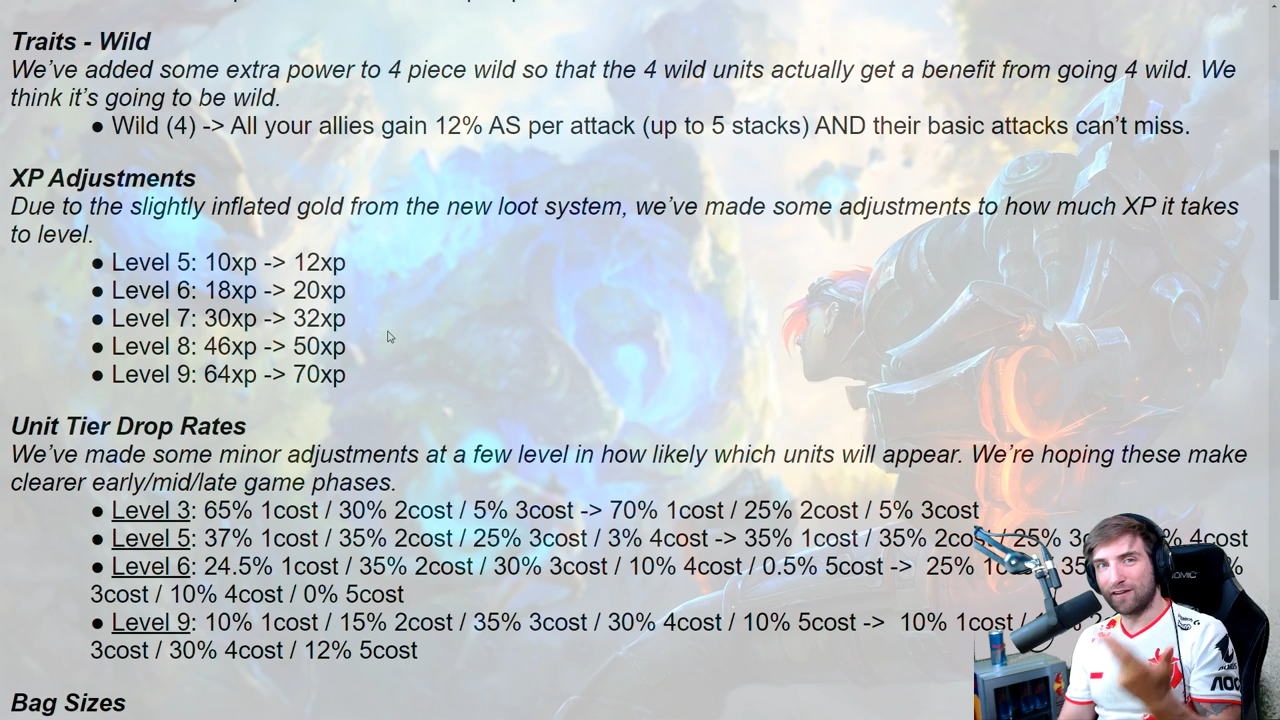 Traits - Wild
We've added some extra power to 4 piece wild so that the 4 wild units actually get a benefit from going 4 wild. We
think it's going to be wild.
● Wild (4) -> All your allies gain 12% AS per attack (up to 5 stacks) AND their basic attacks can't miss.
XP Adjustments
Due to the slightly inflated gold from the new loot system, we've made some adjustments to how much XP it takes
to level.
● Level 5: 10xp -> 12xp
● Level 6: 18xp -> 20xp
● Level 7: 30xp -> 32xp
● Level 8: 46xp -> 50xp
● Level 9: 64xp -> 70xp
Unit Tier Drop Rates
We've made some minor adjustments at a few level in how likely which units will appear. We're hoping these make
clearer early/mid/late game phases.
● Level 3: 65% 1cost / 30% 2cost / 5% 3cost -> 70% 1cost / 25% 2cost / 5% 3cost
● Level 5: 37% 1cost / 35% 2cost / 25% 3cost / 3% 4cost -> 35% 1cost / 35% 2cost / 25% % 4cost
● Level 6: 24.5% 1cost / 35% 2cost / 30% 3cost / 10% 4cost / 0.5% 5cost -> 25% / 35 %
3cost / 10% 4cost / 0% 5cost
● Level 9: 10% 1cost / 15% 2cost / 35% 3cost / 30% 4cost / 10% 5cost -> 10% 1cost /
3cost / 30% 4cost / 12% 5cost
AOC
Bag Sizes